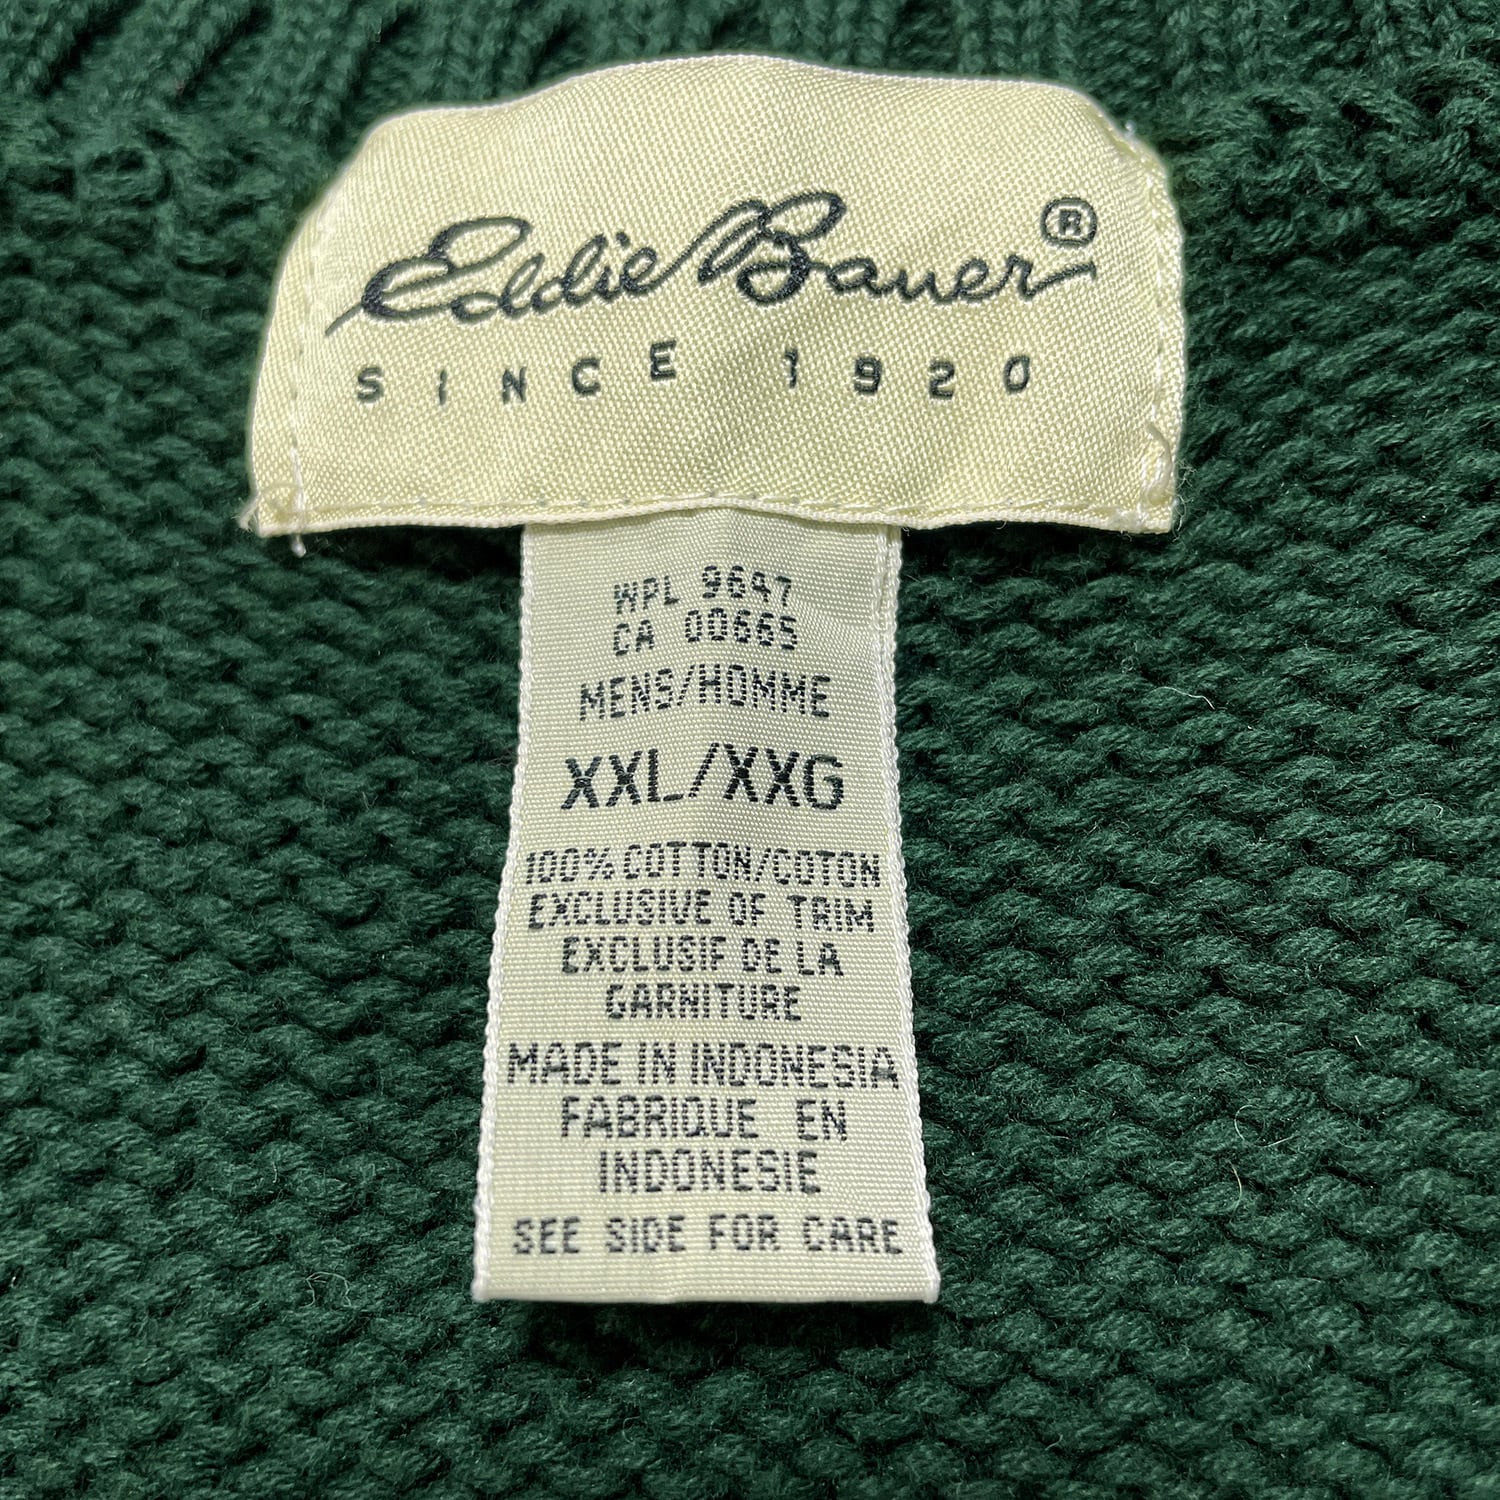 Eddie Bauer®
SINCE 1920
WPL 9647
CA 00665
MENS/HOMME
XXL/XXG
100% COTTON/COTON
EXCLUSIVE OF TRIM
EXCLUSIF DE LA
GARNITURE
MADE IN INDONESIA
FABRIQUE EN
INDONESIE
SEE SIDE FOR CARE